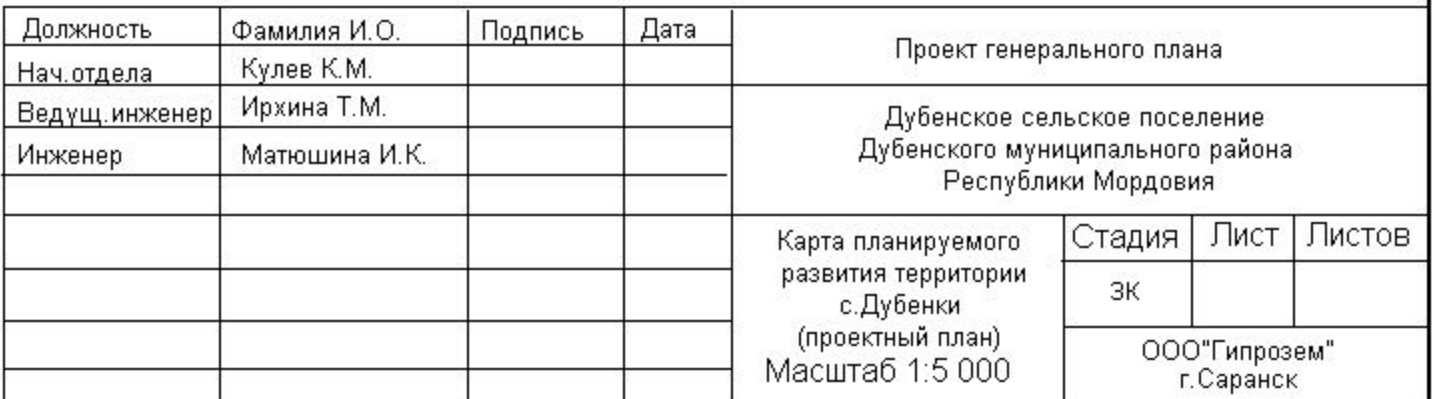 Должность Фамилия И.О. Подпись Дата
Нач.отдела Кулев К.М.
Ведущ.инженер Ирхина Т.М.
Инженер Матюшина И.К.
Проект генерального плана
Дубенское сельское поселение
Дубенского муниципального района
Республики Мордовия
Карта планируемого
развития территории
с.Дубенки
(проектный план)
Масштаб 1:5 000
Стадия Лист Листов
ЗК
ООО"Гипрозем"
г.Саранск